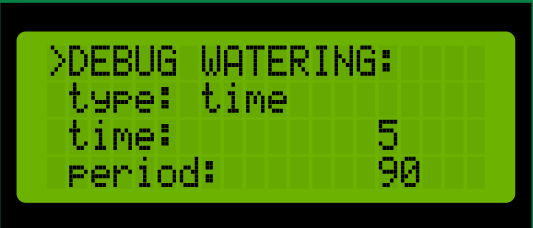 >DEBUG WATERING:
type: time
time: 5
period: 90